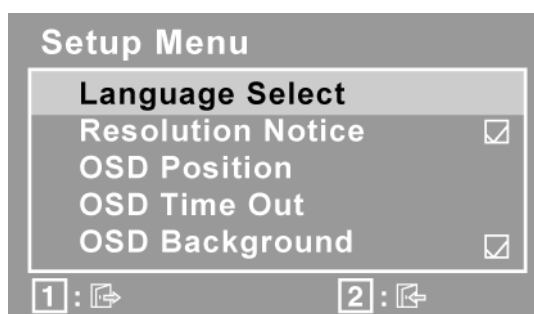 Setup Menu
Language Select
Resolution Notice
OSD Position
OSD Time Out
OSD Background
1 : 2 :